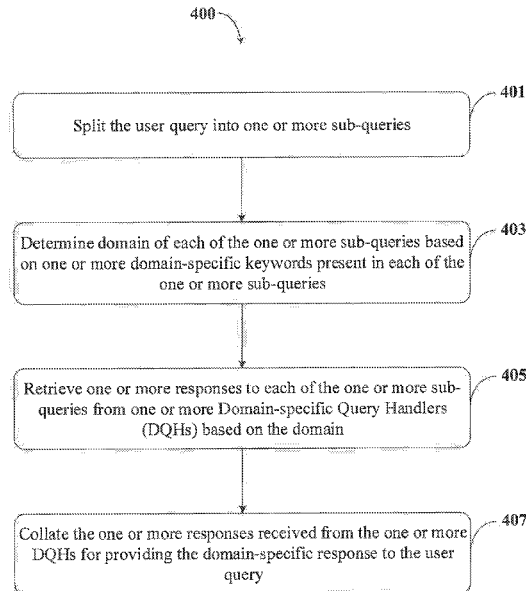 400
401
Split the user query into one or more sub-queries
403
Determine domain of each of the one or more sub-queries based
on one or more domain-specific keywords present in each of the
one or more sub-queries
405
Retrieve one or more responses to each of the one or more sub-
queries from one or more Domain-specific Query Handlers
(DQHs) based on the domain
407
Collate the one or more responses received from the one or more
DQHs for providing the domain-specific response to the user
query